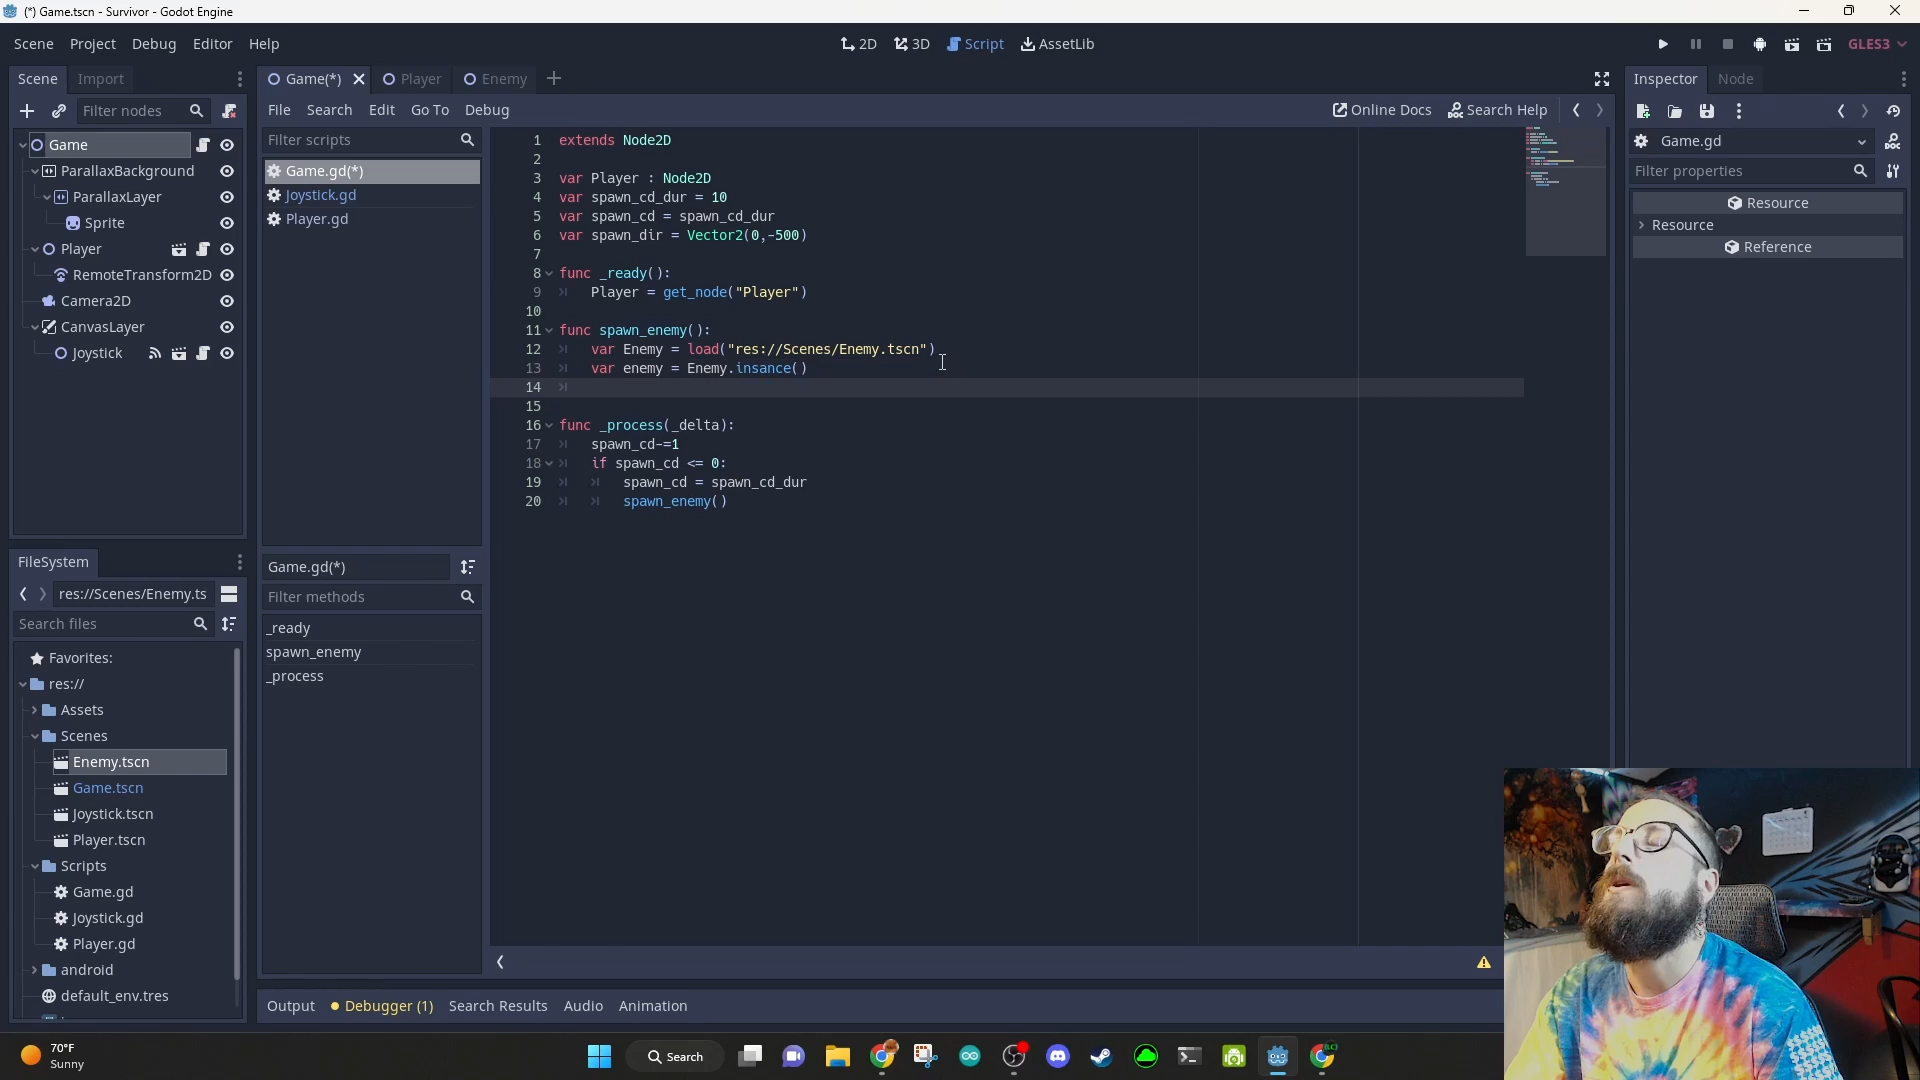 (*) Game.tscn - Survivor - Godot Engine
Scene Project Debug Editor Help
2D 3D Script AssetLib
GLES3
Scene Import
Game(*) Player Enemy
Inspector Node
Filter nodes
File Search Edit Go To Debug
Online Docs Search Help
Game
ParallaxBackground
ParallaxLayer
Sprite
Player
RemoteTransform2D
Camera2D
CanvasLayer
Joystick
Filter scripts
Game.gd(*)
Joystick.gd
Player.gd
1 extends Node2D
2
3 var Player : Node2D
4 var spawn_cd_dur = 10
5 var spawn_cd = spawn_cd_dur
6 var spawn_dir = Vector2(0,-500)
7
8 func _ready():
9 Player = get_node("Player")
10
11 func spawn_enemy():
12 var Enemy = load("res://Scenes/Enemy.tscn")
13 var enemy = Enemy.insance()
14
15
16 func _process(_delta):
17 spawn_cd-=1
18 if spawn_cd <= 0:
19 spawn_cd = spawn_cd_dur
20 spawn_enemy()
Game.gd
Filter properties
Resource
Resource
Reference
FileSystem
res://Scenes/Enemy.ts
Search files
Favorites:
res://
Assets
Scenes
Enemy.tscn
Game.tscn
Joystick.tscn
Player.tscn
Scripts
Game.gd
Joystick.gd
Player.gd
android
default_env.tres
Game.gd(*)
Filter methods
_ready
spawn_enemy
_process
Output Debugger (1) Search Results Audio Animation
70°F
Sunny
Search